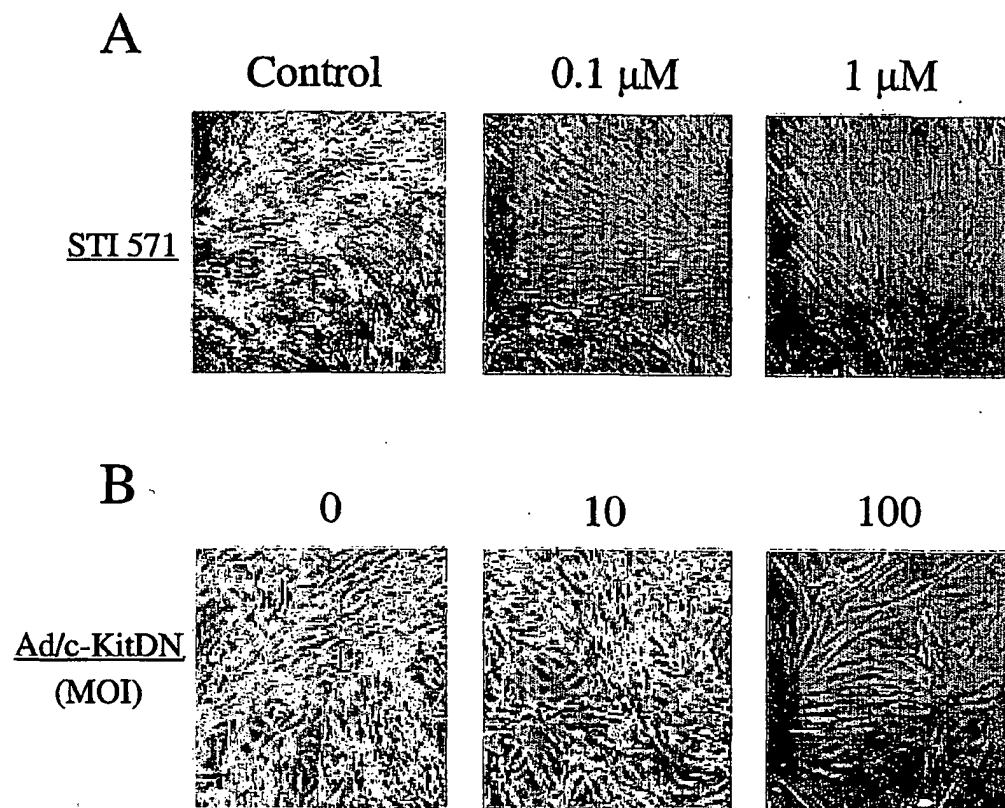 A
Control 0.1 μM 1 μM
STI 571
B
0 10 100
Ad/c-KitDN
(MOI)